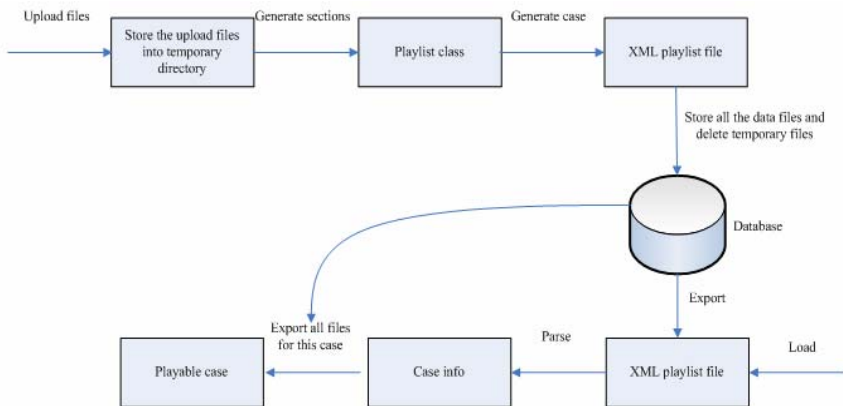 Upload files
Generate sections
Generate case
Store the upload files
into temporary
directory
Playlist class
XML playlist file
Store all the data files and
delete temporary files
Database
Export
Export all files
for this case
Parse
Load
Playable case
Case info
XML playlist file